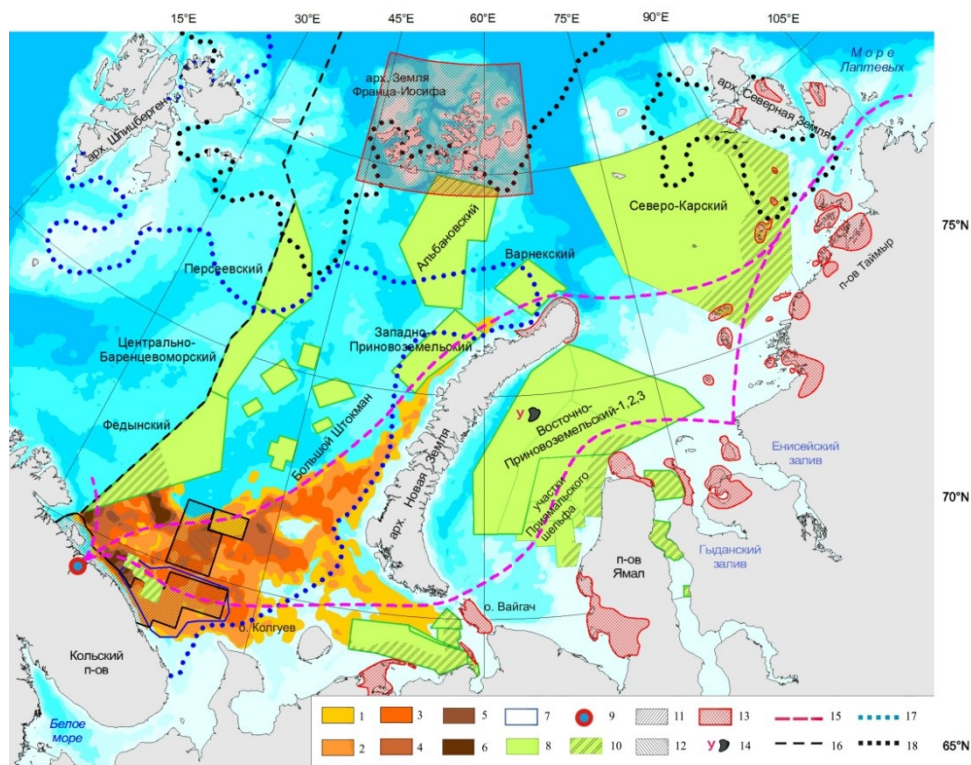 15°E
30°E
45°E
60°E
75°E
90°E
105°E
Море
Лаптевых
арх. Земля
Франца-Иосифа
арх. Северная Земля
арх. Шпицберген
Северо-Карский
75°N
п-ов Таймыр
Альбановский
Варнекский
Персеевский
Западно-
Приновоземельский
Центрально-
Баренцевоморский
Фёдынский
Большой Штокман
У
Восточно-
Приновоземельский-1,2,3
арх. Новая Земля
участки
Приямальского
шельфа
Енисейский
залив
70°N
Гыданский
залив
п-ов
Ямал
о. Вайгач
о. Колгуев
Кольский
п-ов
Белое
море
1 3 5 7 9 11 13 15 17
2 4 6 8 10 12 У 14 16 18
65°N